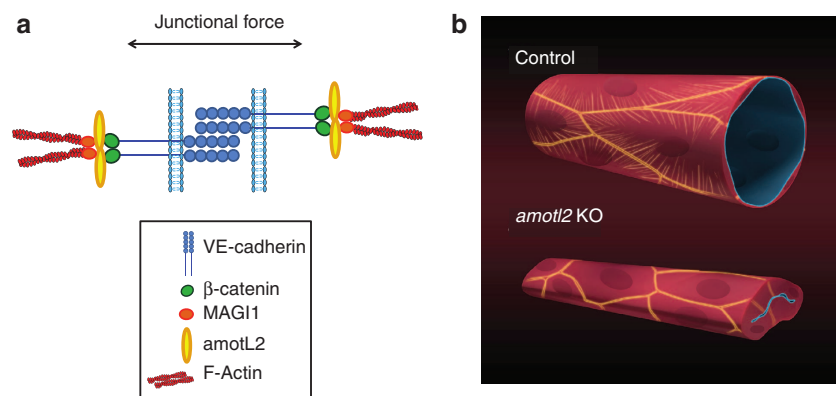 a
Junctional force
VE-cadherin
β-catenin
MAGI1
amotL2
F-Actin
b
Control
amotl2 KO